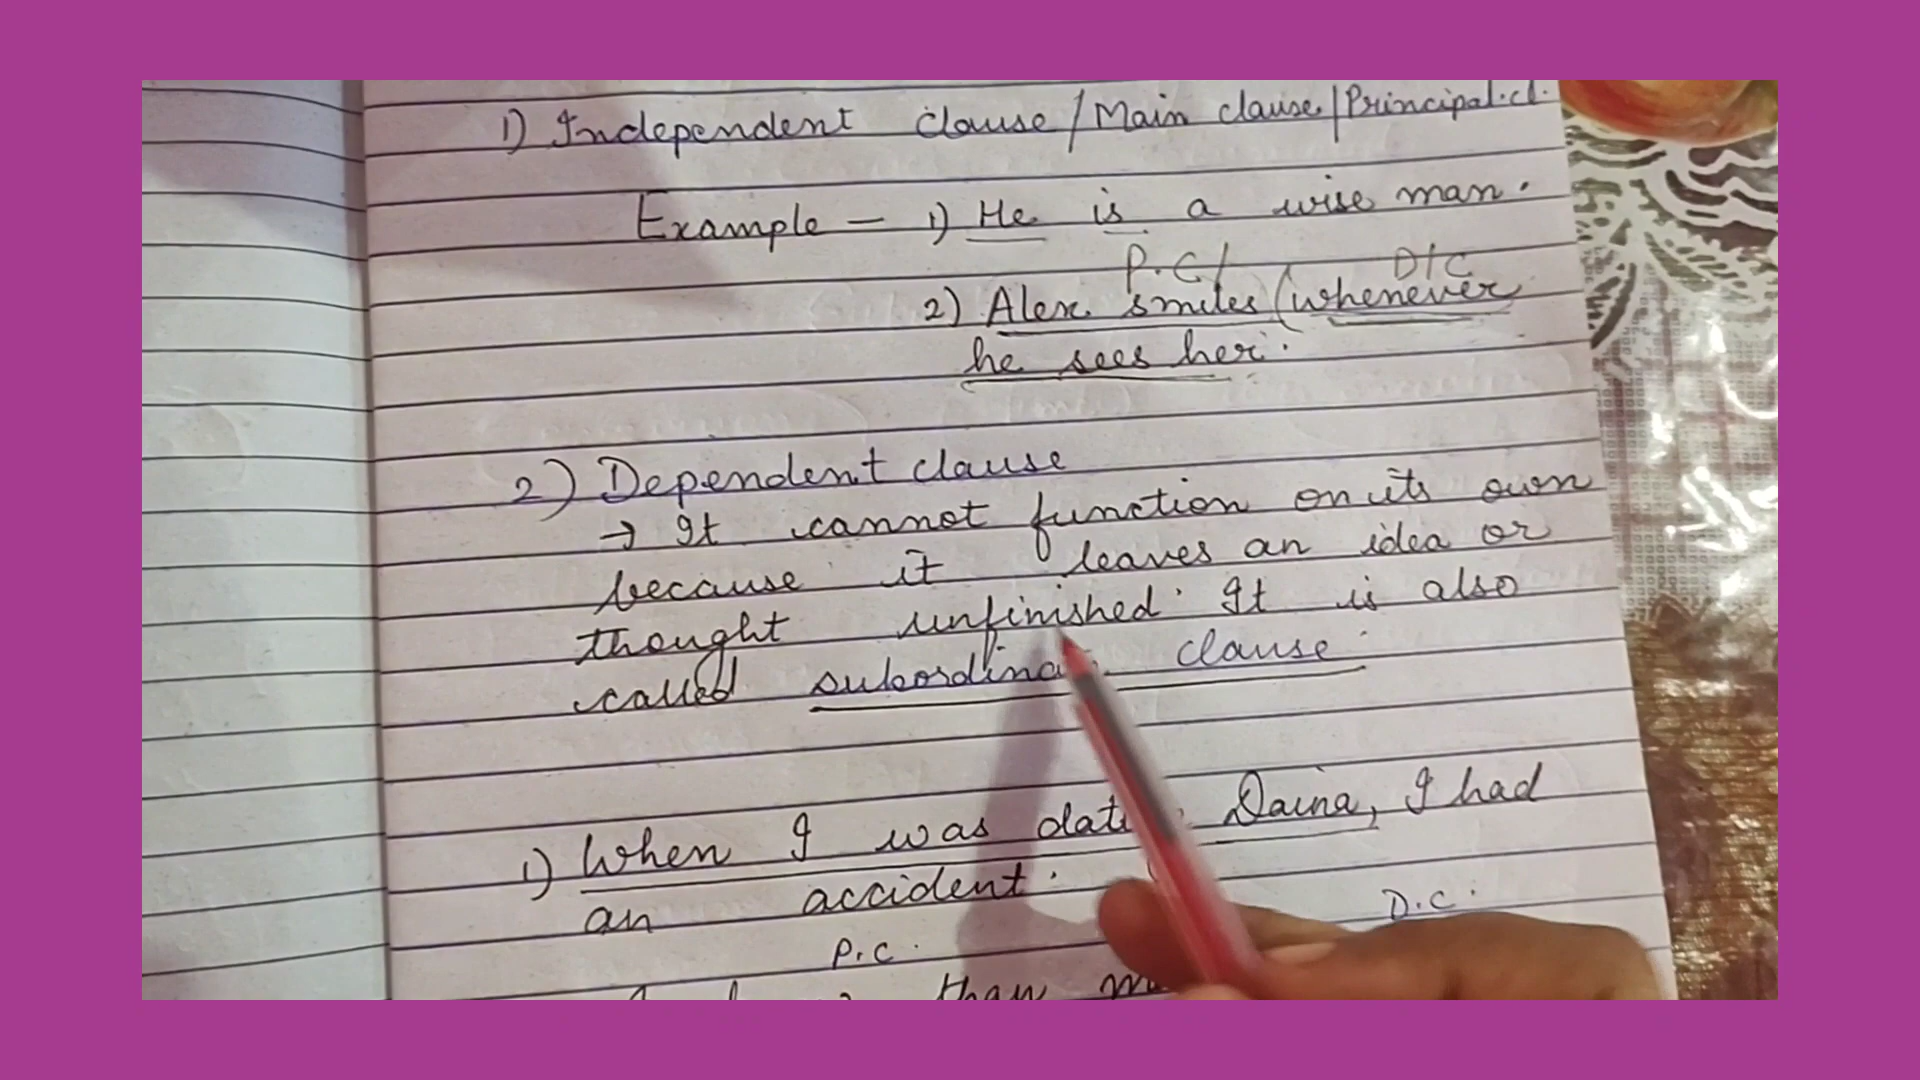 1) Independent clause/Main clause/Principal.cl.
Example – 1) He is a wise man.
P.C/ D/C
2) Alex smiles (whenever
he sees her.
2) Dependent clause
→ It cannot function on its own
because it leaves an idea or
thought unfinished. It is also
called clause.
1) When I was Daina, I had
an accident.
D.C.
P.C.
than